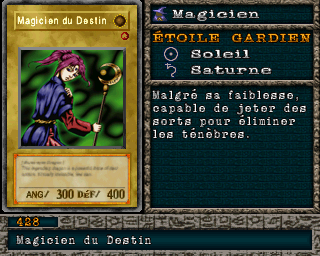 Magicien du Destin
ANG/ 300 DÉF/ 400
Magicien
ÉTOILE GARDIEN
Soleil
Saturne
Malgré sa faiblesse,
capable de jeter des
sorts pour éliminer
les ténèbres.
428
Magicien du Destin